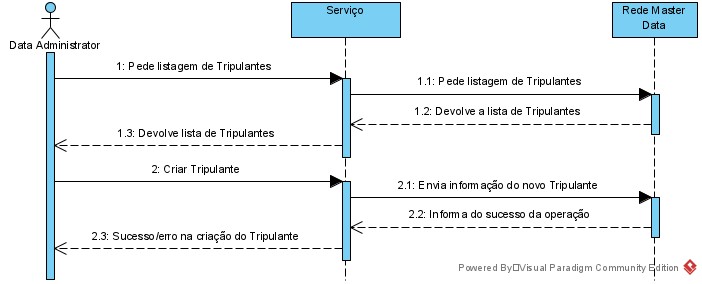 Serviço
Rede Master
Data
Data Administrator
1: Pede listagem de Tripulantes
1.1: Pede listagem de Tripulantes
1.2: Devolve a lista de Tripulantes
1.3: Devolve lista de Tripulantes
2: Criar Tripulante
2.1: Envia informação do novo Tripulante
2.2: Informa do sucesso da operação
2.3: Sucesso/erro na criação do Tripulante
Powered By Visual Paradigm Community Edition